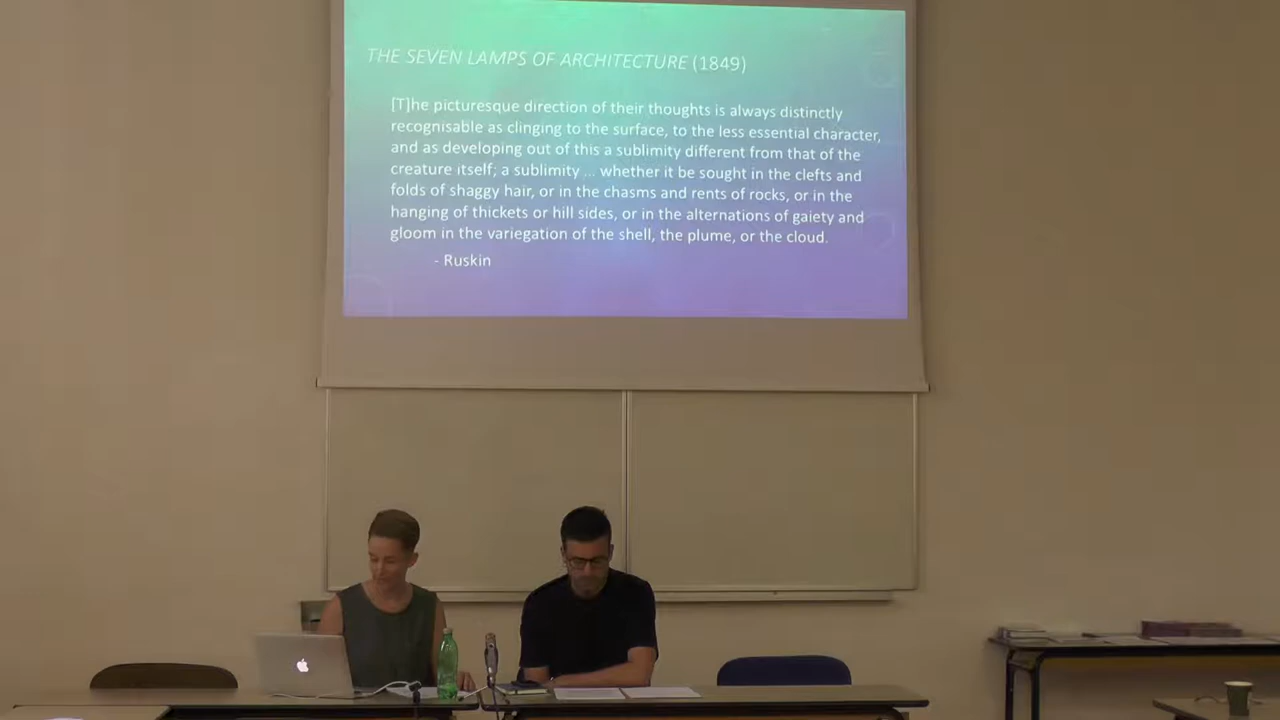 THE SEVEN LAMPS OF ARCHITECTURE (1849)
[T]he picturesque direction of their thoughts is always distinctly
recognisable as clinging to the surface, to the less essential character,
and as developing out of this a sublimity different from that of the
creature itself; a sublimity ... whether it be sought in the clefts and
folds of shaggy hair, or in the chasms and rents of rocks, or in the
hanging of thickets or hill sides, or in the alternations of gaiety and
gloom in the variegation of the shell, the plume, or the cloud.
- Ruskin